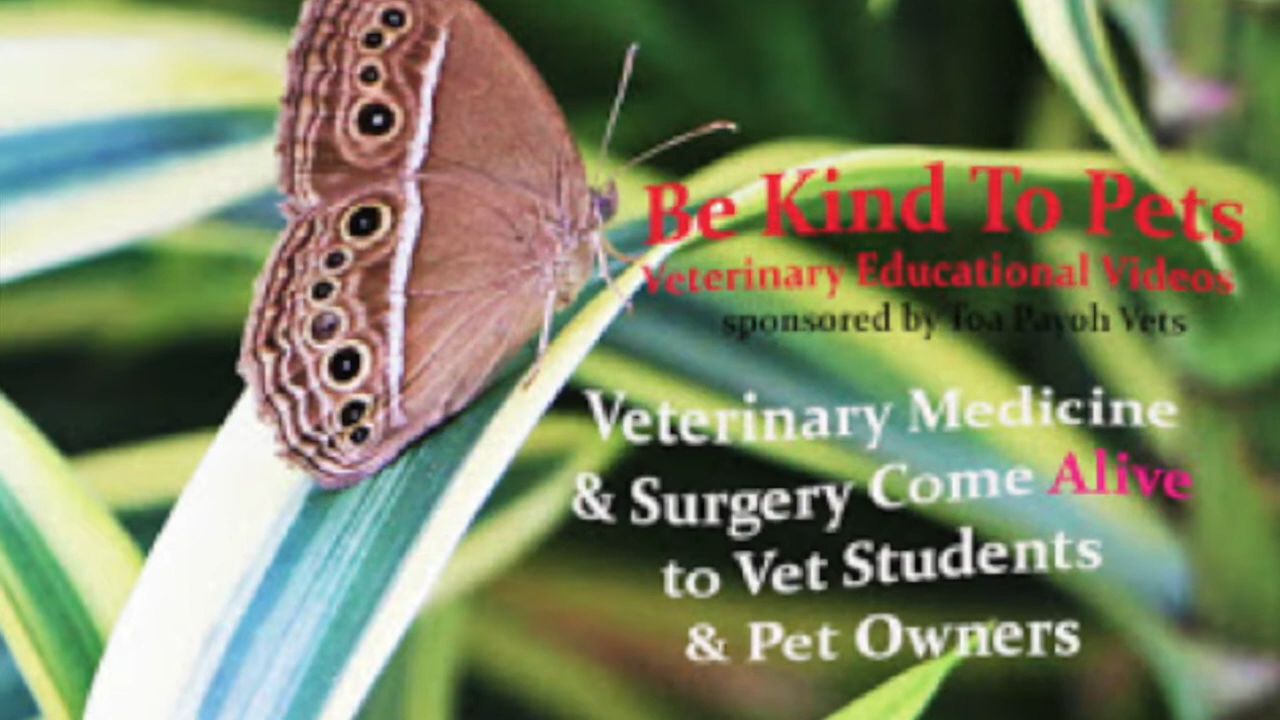 Be Kind To Pets
Veterinary Educational Videos
sponsored by Toa Payoh Vets
Veterinary Medicine
& Surgery Come Alive
to Vet Students
& Pet Owners